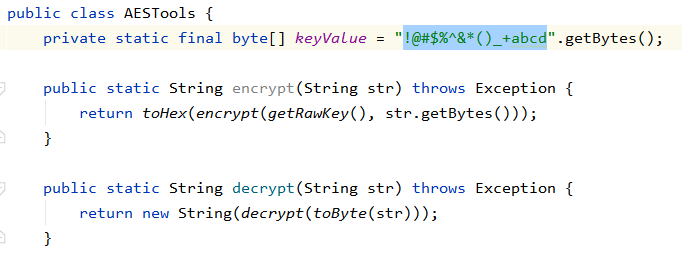 public class AESTools {
private static final byte[] keyValue = "!@#$%^&*()_+abcd".getBytes();
public static String encrypt(String str) throws Exception {
return toHex(encrypt(getRawKey(), str.getBytes()));
}
public static String decrypt(String str) throws Exception {
return new String(decrypt(toByte(str)));
}